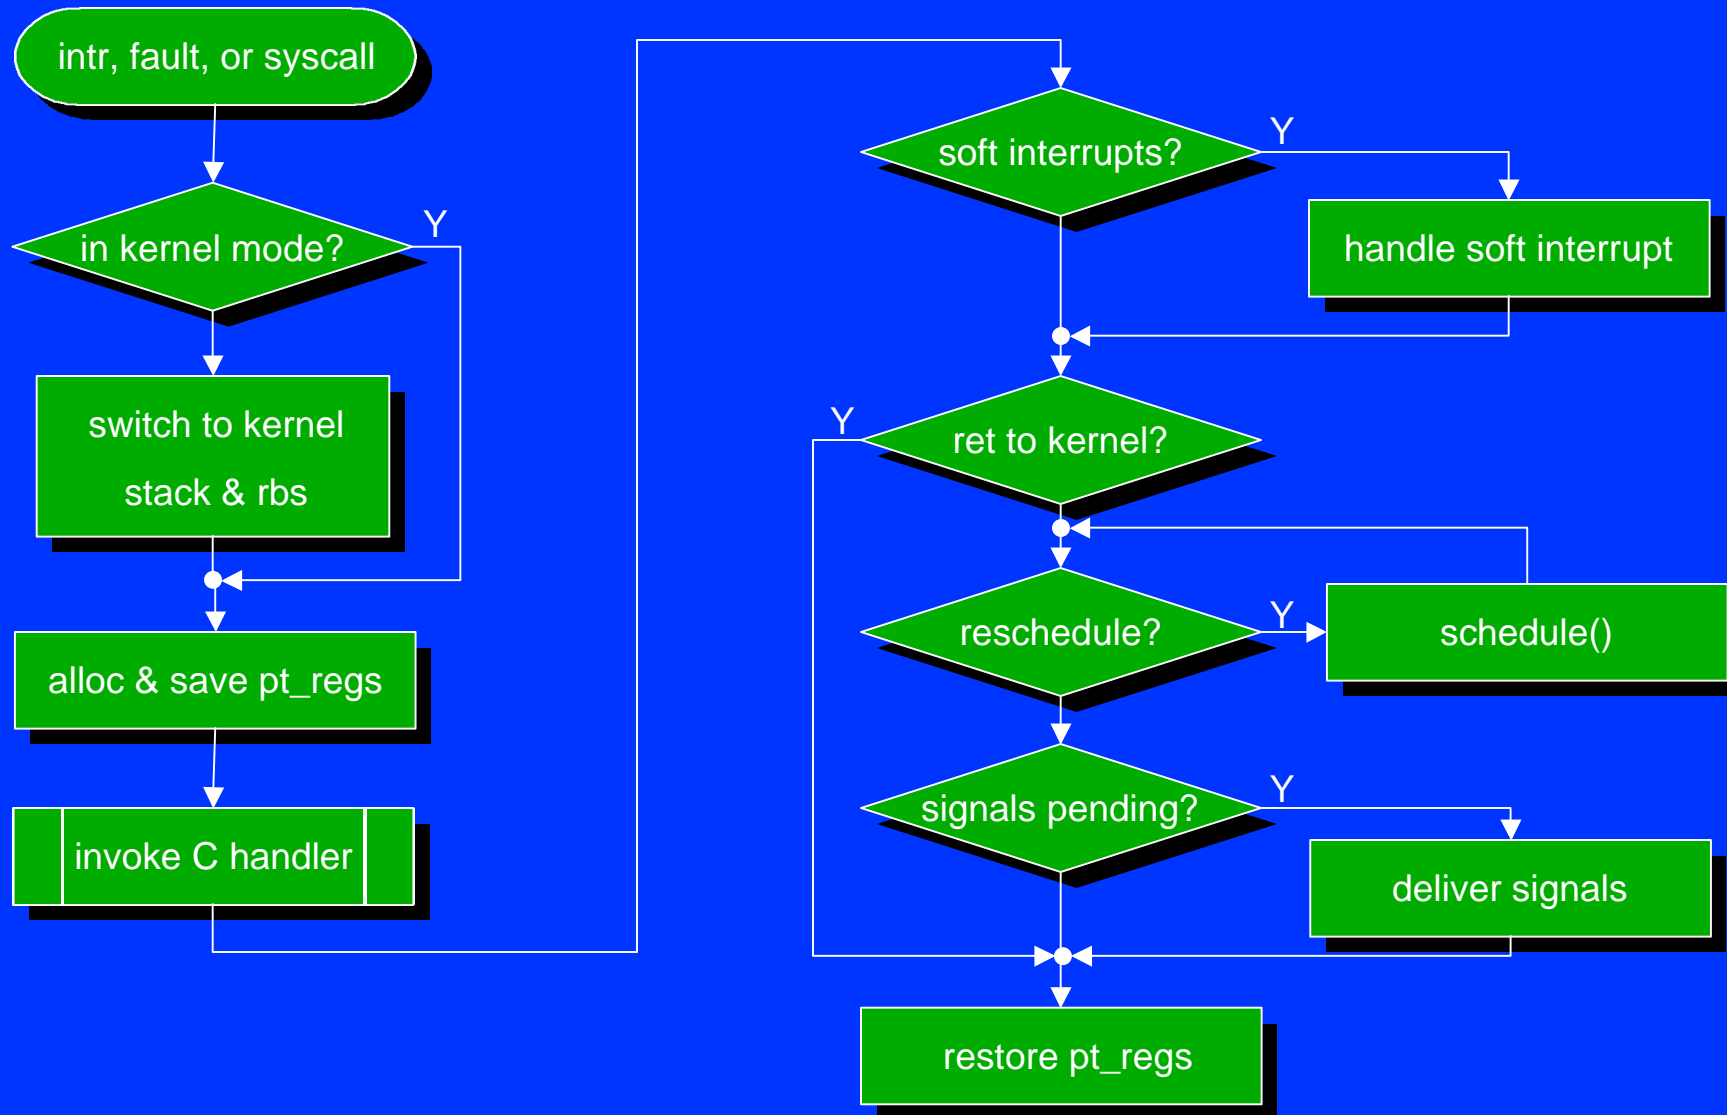 intr, fault, or syscall
in kernel mode?
Y
switch to kernel
stack & rbs
alloc & save pt_regs
invoke C handler
soft interrupts?
Y
handle soft interrupt
ret to kernel?
Y
reschedule?
Y
schedule()
signals pending?
Y
deliver signals
restore pt_regs